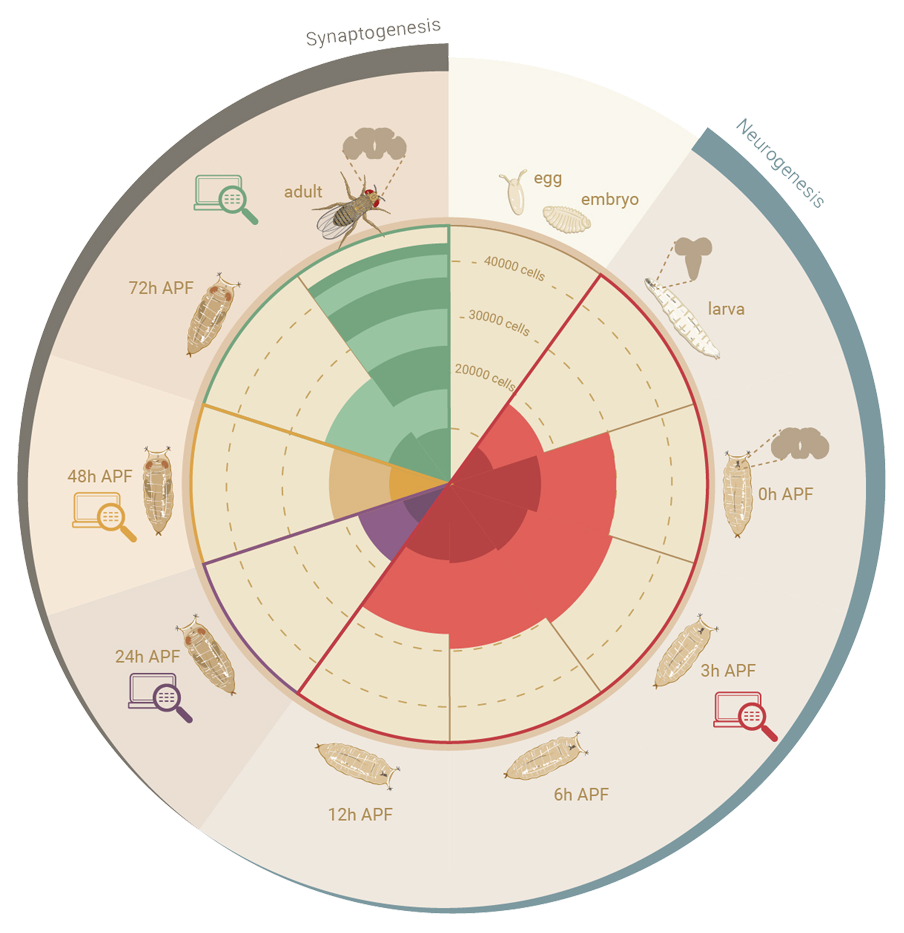 Synaptogenesis
Neurogenesis
egg
embryo
adult
larva
40000 cells
30000 cells
20000 cells
72h APF
48h APF
0h APF
24h APF
3h APF
12h APF
6h APF